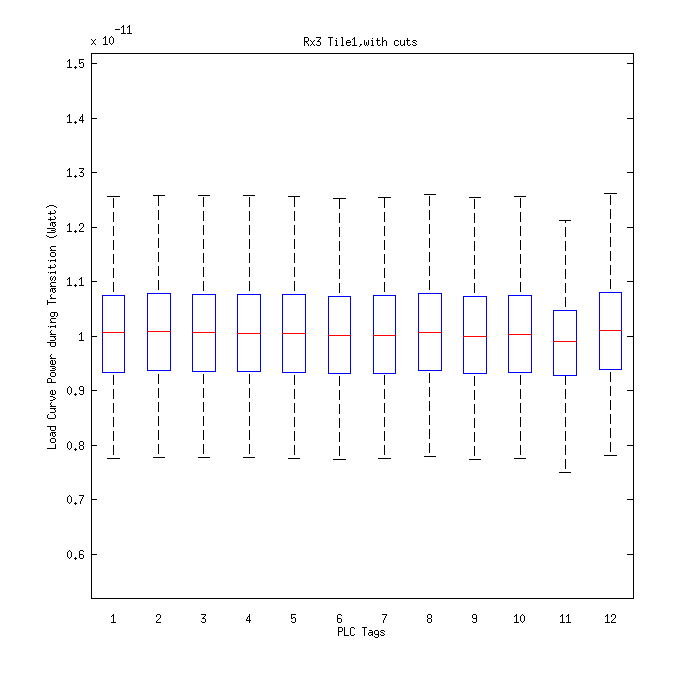 x 10^-11
Rx3 Tile1,with cuts
1.5
1.4
1.3
1.2
1.1
1
0.9
0.8
0.7
0.6
Load Curve Power during Transition (Watt)
1 2 3 4 5 6 7 8 9 10 11 12
PLC Tags